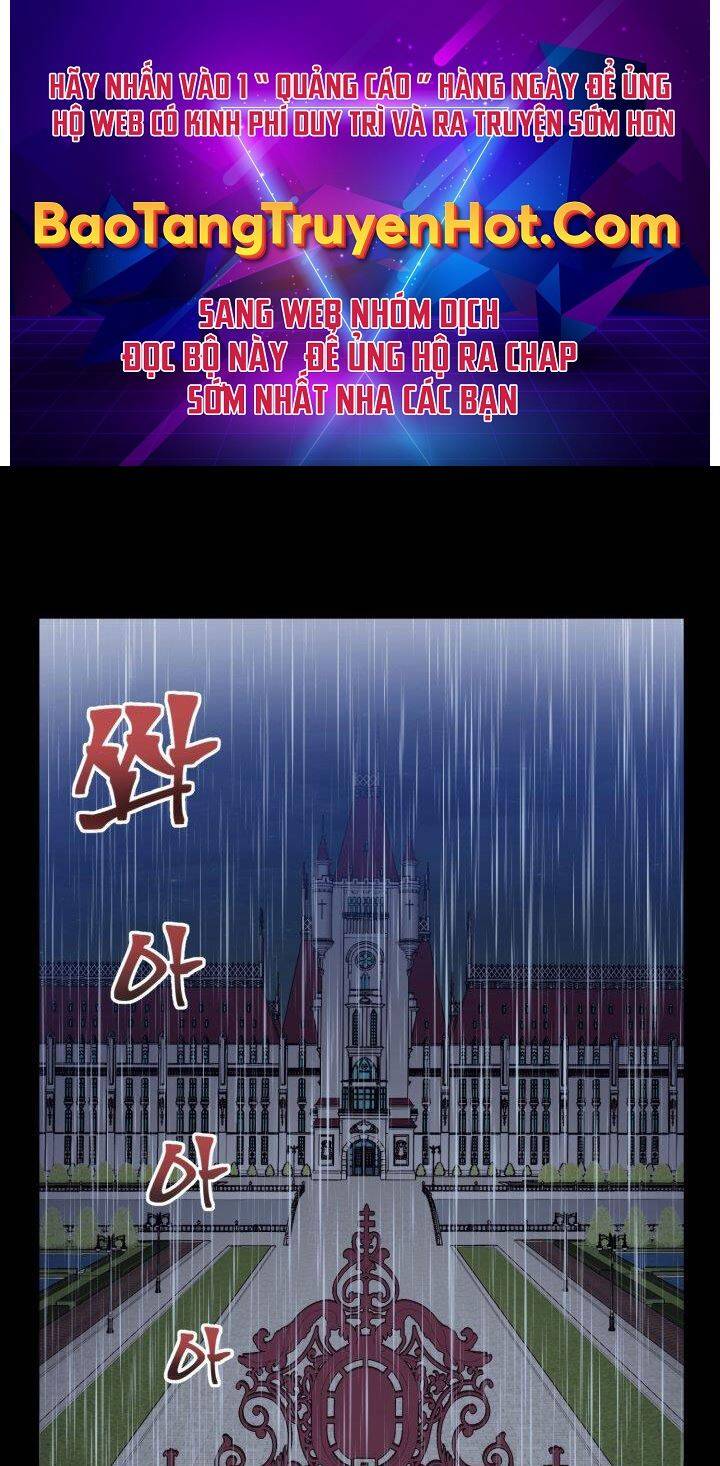 HÃY NHẤN VÀO 1 “ QUẢNG CÁO ” HÀNG NGÀY ĐỂ ỦNG
HỘ WEB CÓ KINH PHÍ DUY TRÌ VÀ RA TRUYỆN SỚM HƠN
BaoTangTruyenHot.Com
SANG WEB NHÓM DỊCH
ĐỌC BỘ NÀY ĐỂ ỦNG HỘ RA CHAP
SỚM NHẤT NHA CÁC BẠN
쫘
아
아
아